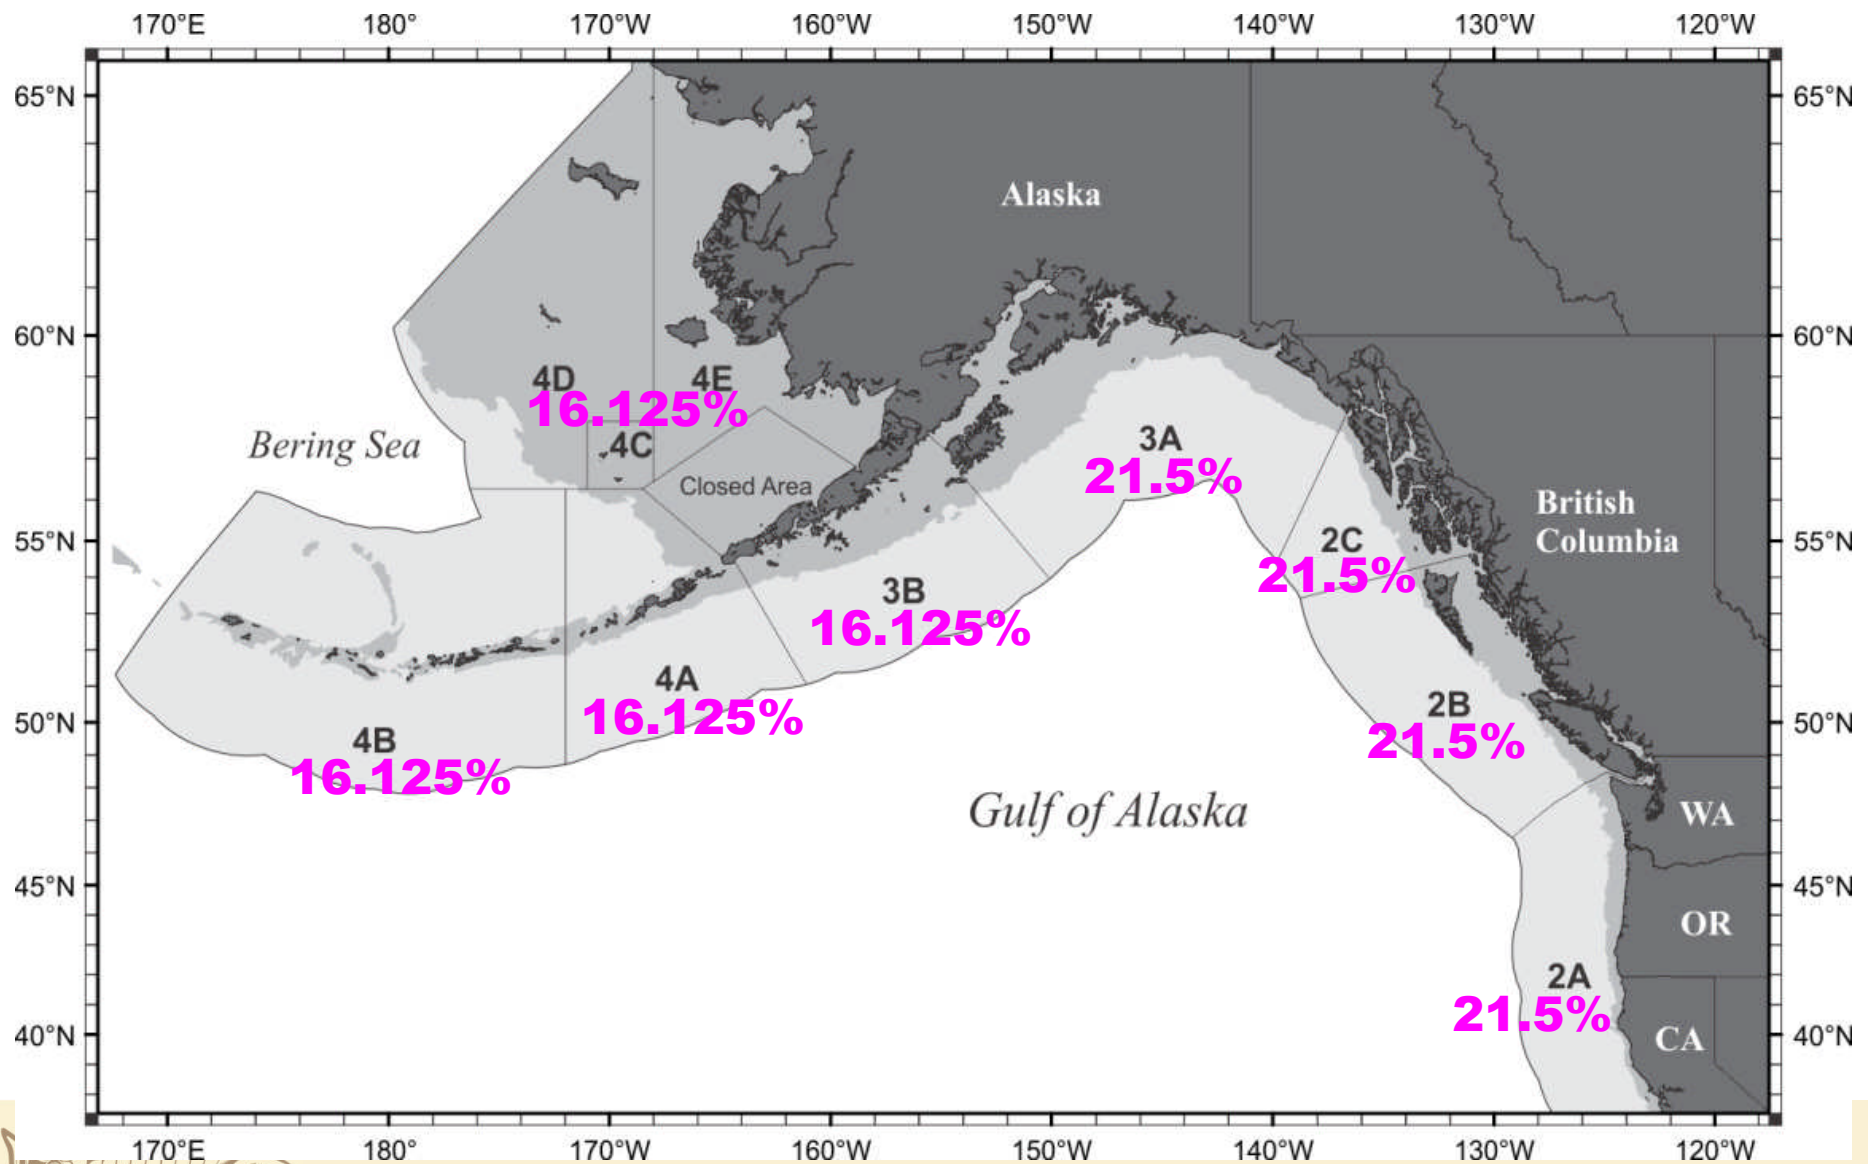 170°E 180° 170°W 160°W 150°W 140°W 130°W 120°W
65°N 65°N
Alaska
60°N 60°N
4D 4E
16.125%
4C
Bering Sea
3A
21.5%
Closed Area
British
Columbia
55°N 55°N
2C
21.5%
3B
16.125%
4A
16.125%
2B
21.5%
50°N 50°N
4B
16.125%
Gulf of Alaska
WA
45°N 45°N
OR
2A
21.5%
CA
40°N 40°N
170°E 180° 170°W 160°W 150°W 140°W 130°W 120°W